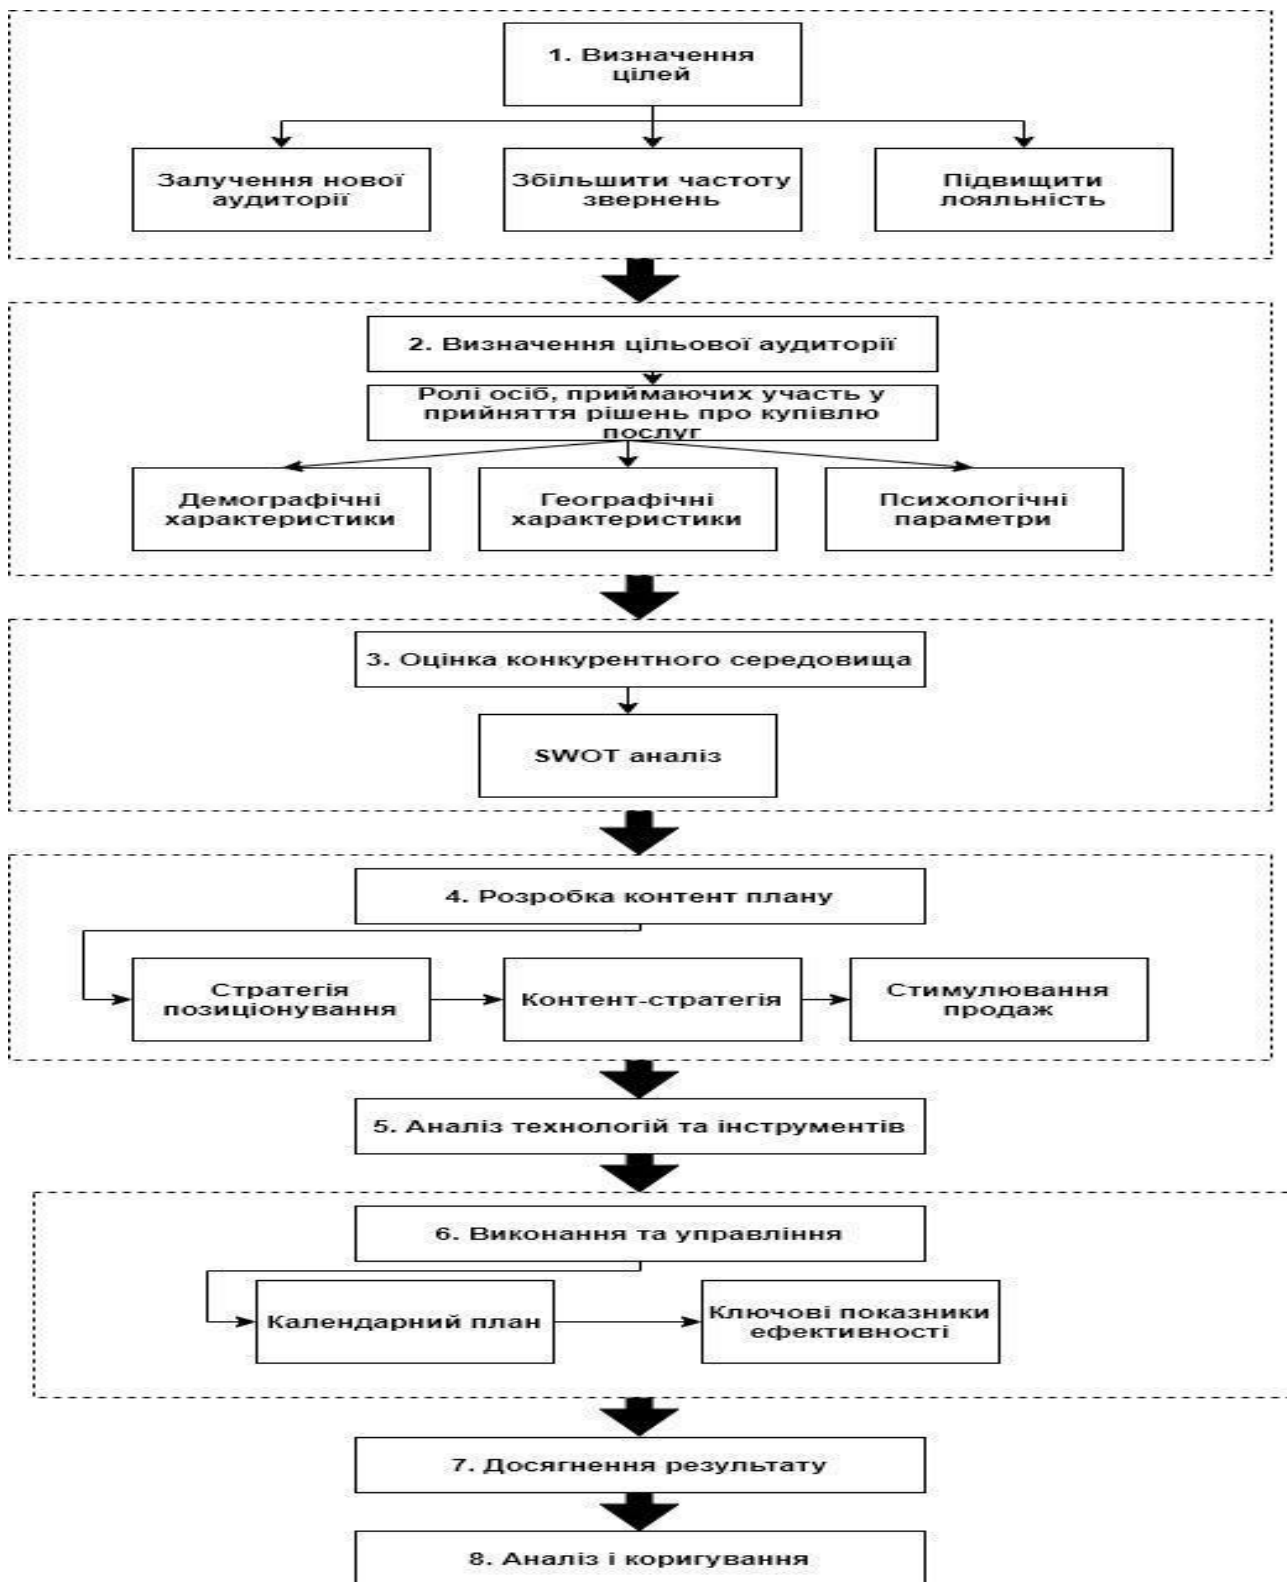 1. Визначення
цілей
Залучення нової
аудиторії
Збільшити частоту
звернень
Підвищити
лояльність
2. Визначення цільової аудиторії
Ролі осіб, приймаючих участь у
прийняття рішень про купівлю
послуг
Демографічні
характеристики
Географічні
характеристики
Психологічні
параметри
3. Оцінка конкурентного середовища
SWOT аналіз
4. Розробка контент плану
Стратегія
позиціонування
Контент-стратегія
Стимулювання
продаж
5. Аналіз технологій та інструментів
6. Виконання та управління
Календарний план
Ключові показники
ефективності
7. Досягнення результату
8. Аналіз і коригування